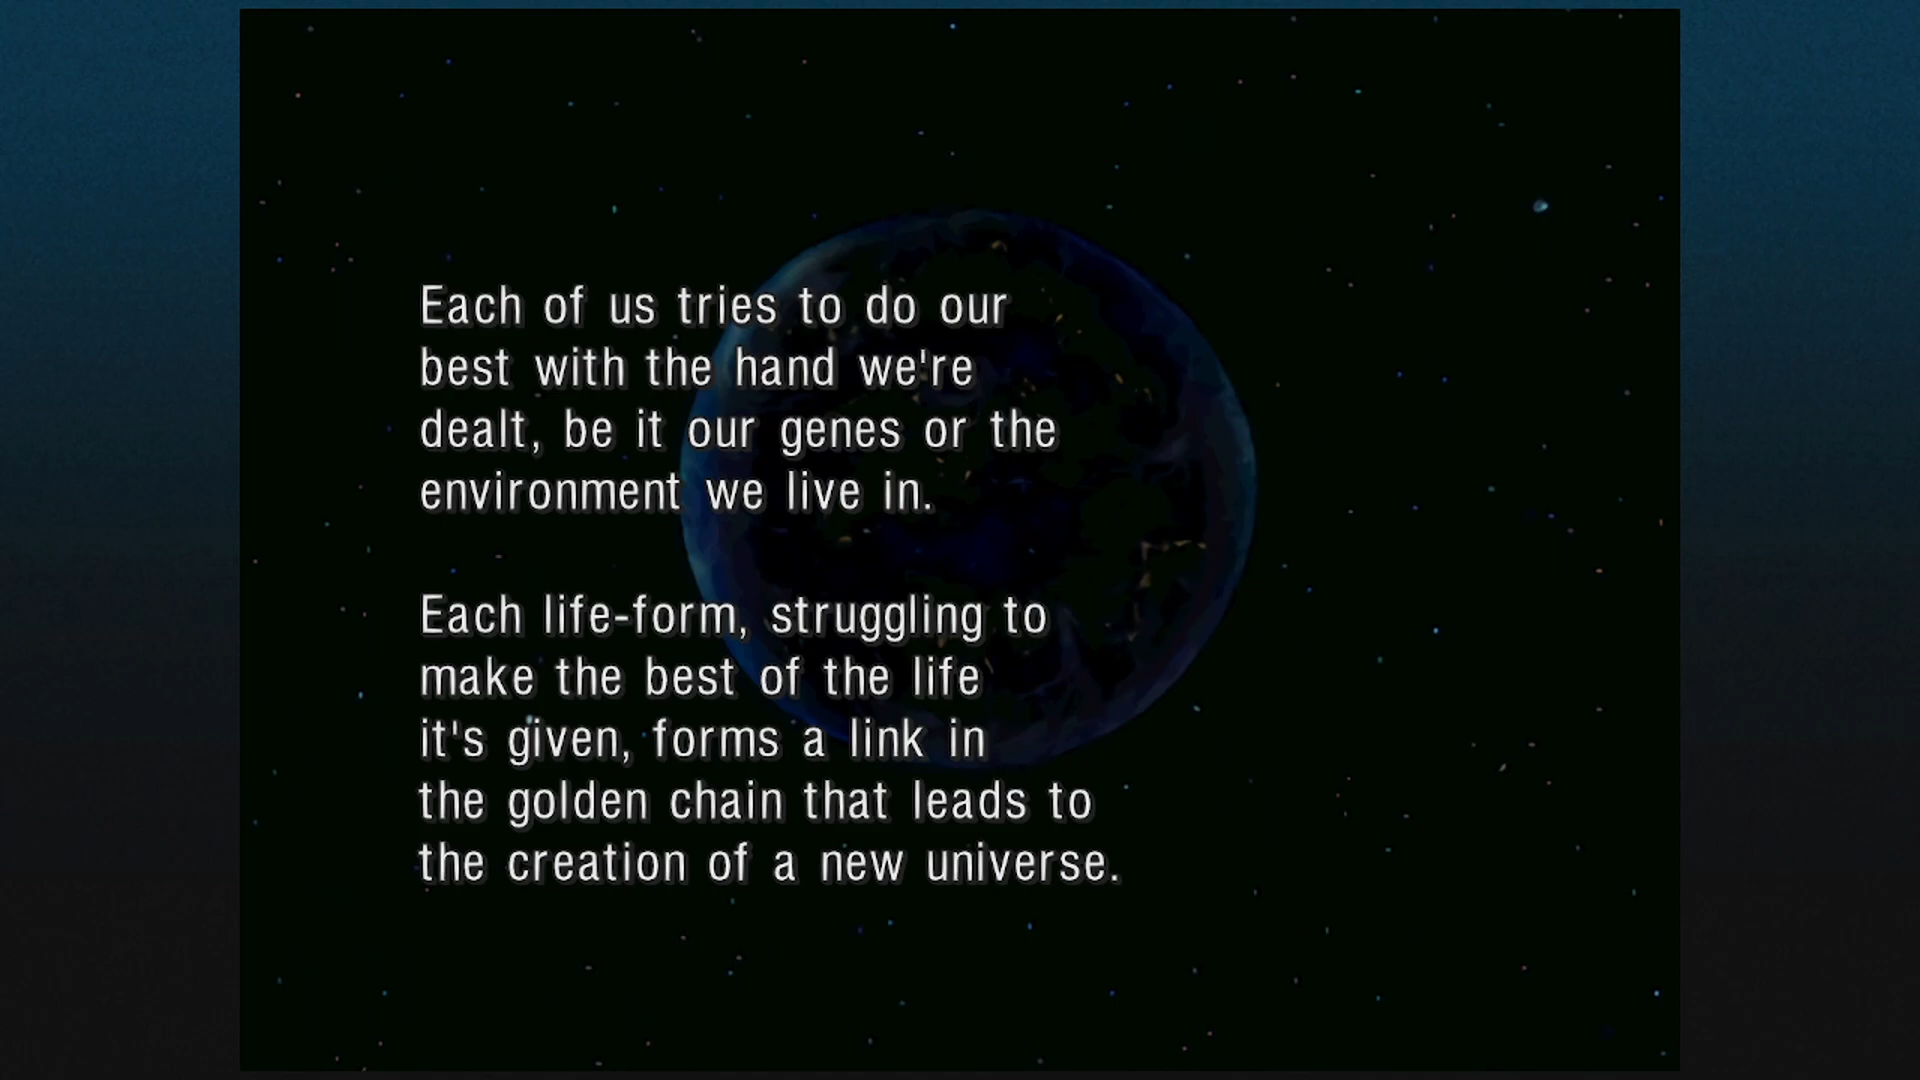 Each of us tries to do our
best with the hand we're
dealt, be it our genes or the
environment we live in.
Each life-form, struggling to
make the best of the life
it's given, forms a link in
the golden chain that leads to
the creation of a new universe.